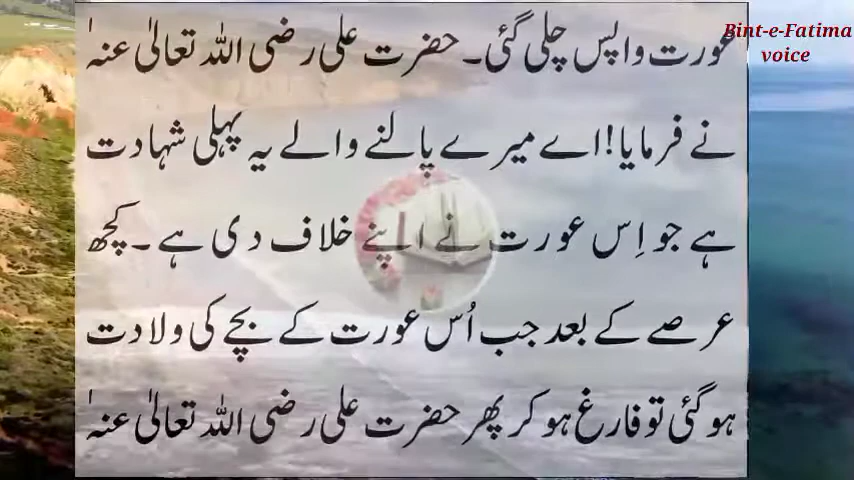 Bint-e-Fatima
voice
عورت واپس چلی گئی۔ حضرت علی رضی اللہ تعالیٰ عنہٗ
نے فرمایا! اے میرے پالنے والے یہ پہلی شہادت
ہے جو اِس عورت نے اپنے خلاف دی ہے۔ کچھ
عرصے کے بعد جب اُس عورت کے بچے کی ولادت
ہو گئی تو فارغ ہو کر پھر حضرت علی رضی اللہ تعالیٰ عنہٗ